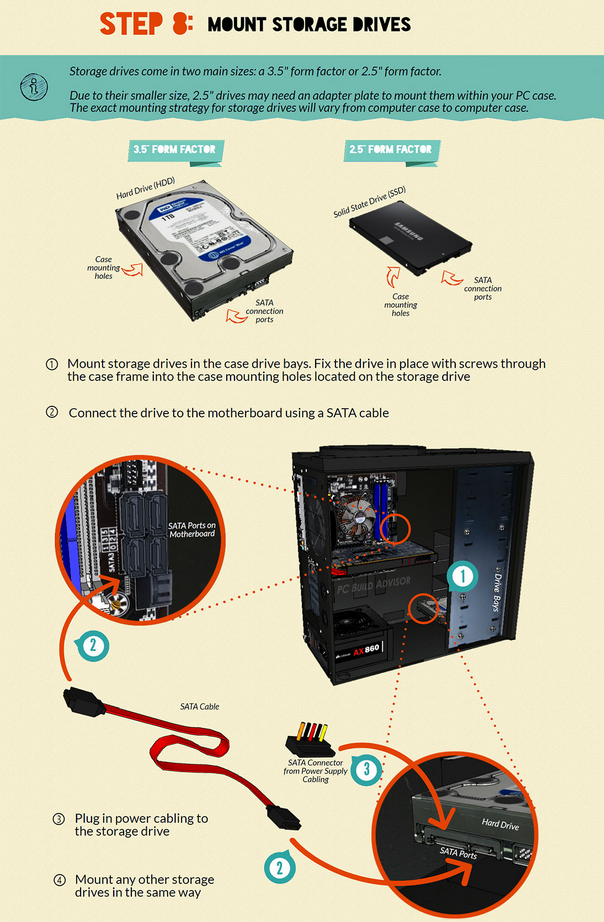 STEP 8: MOUNT STORAGE DRIVES
Storage drives come in two main sizes: a 3.5" form factor or 2.5" form factor.
Due to their smaller size, 2.5" drives may need an adapter plate to mount them within your PC case.
The exact mounting strategy for storage drives will vary from computer case to computer case.
3.5" FORM FACTOR
2.5" FORM FACTOR
Hard Drive (HDD)
Solid State Drive (SSD)
1TB
SAMSUNG
Case
mounting
holes
SATA
connection
ports
Case
mounting
holes
SATA
connection
ports
1 Mount storage drives in the case drive bays. Fix the drive in place with screws through
the case frame into the case mounting holes located on the storage drive
2 Connect the drive to the motherboard using a SATA cable
SATA Ports on
Motherboard
SATA3
PC BUILD ADVISOR
1
Drive Bays
AX860
2
SATA Cable
SATA Connector
from Power Supply
Cabling
3
3 Plug in power cabling to
the storage drive
Hard Drive
SATA Ports
2
4 Mount any other storage
drives in the same way